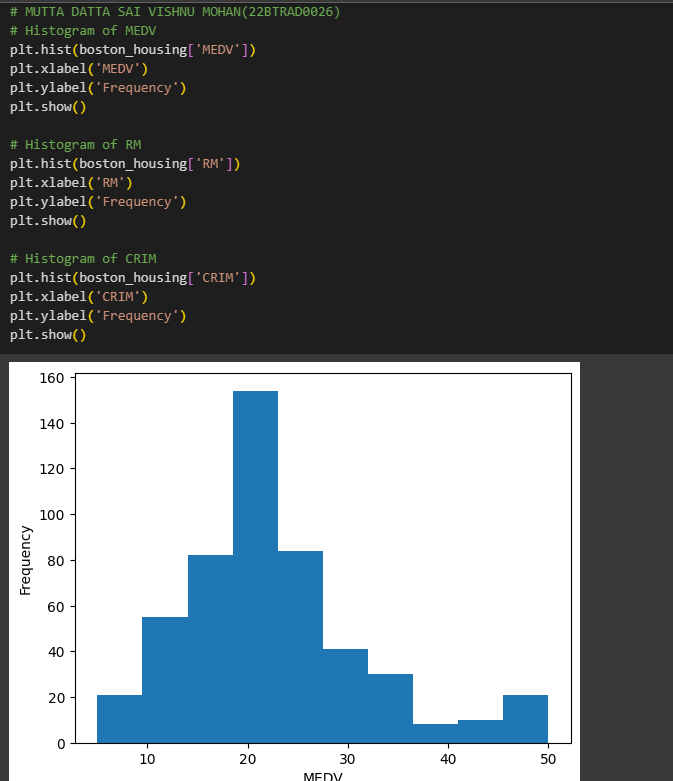 # MUTTA DATTA SAI VISHNU MOHAN(22BTRAD0026)
# Histogram of MEDV
plt.hist(boston_housing['MEDV'])
plt.xlabel('MEDV')
plt.ylabel('Frequency')
plt.show()

# Histogram of RM
plt.hist(boston_housing['RM'])
plt.xlabel('RM')
plt.ylabel('Frequency')
plt.show()

# Histogram of CRIM
plt.hist(boston_housing['CRIM'])
plt.xlabel('CRIM')
plt.ylabel('Frequency')
plt.show()
160
140
120
100
80
60
40
20
0
Frequency
10 20 30 40 50
MEDV